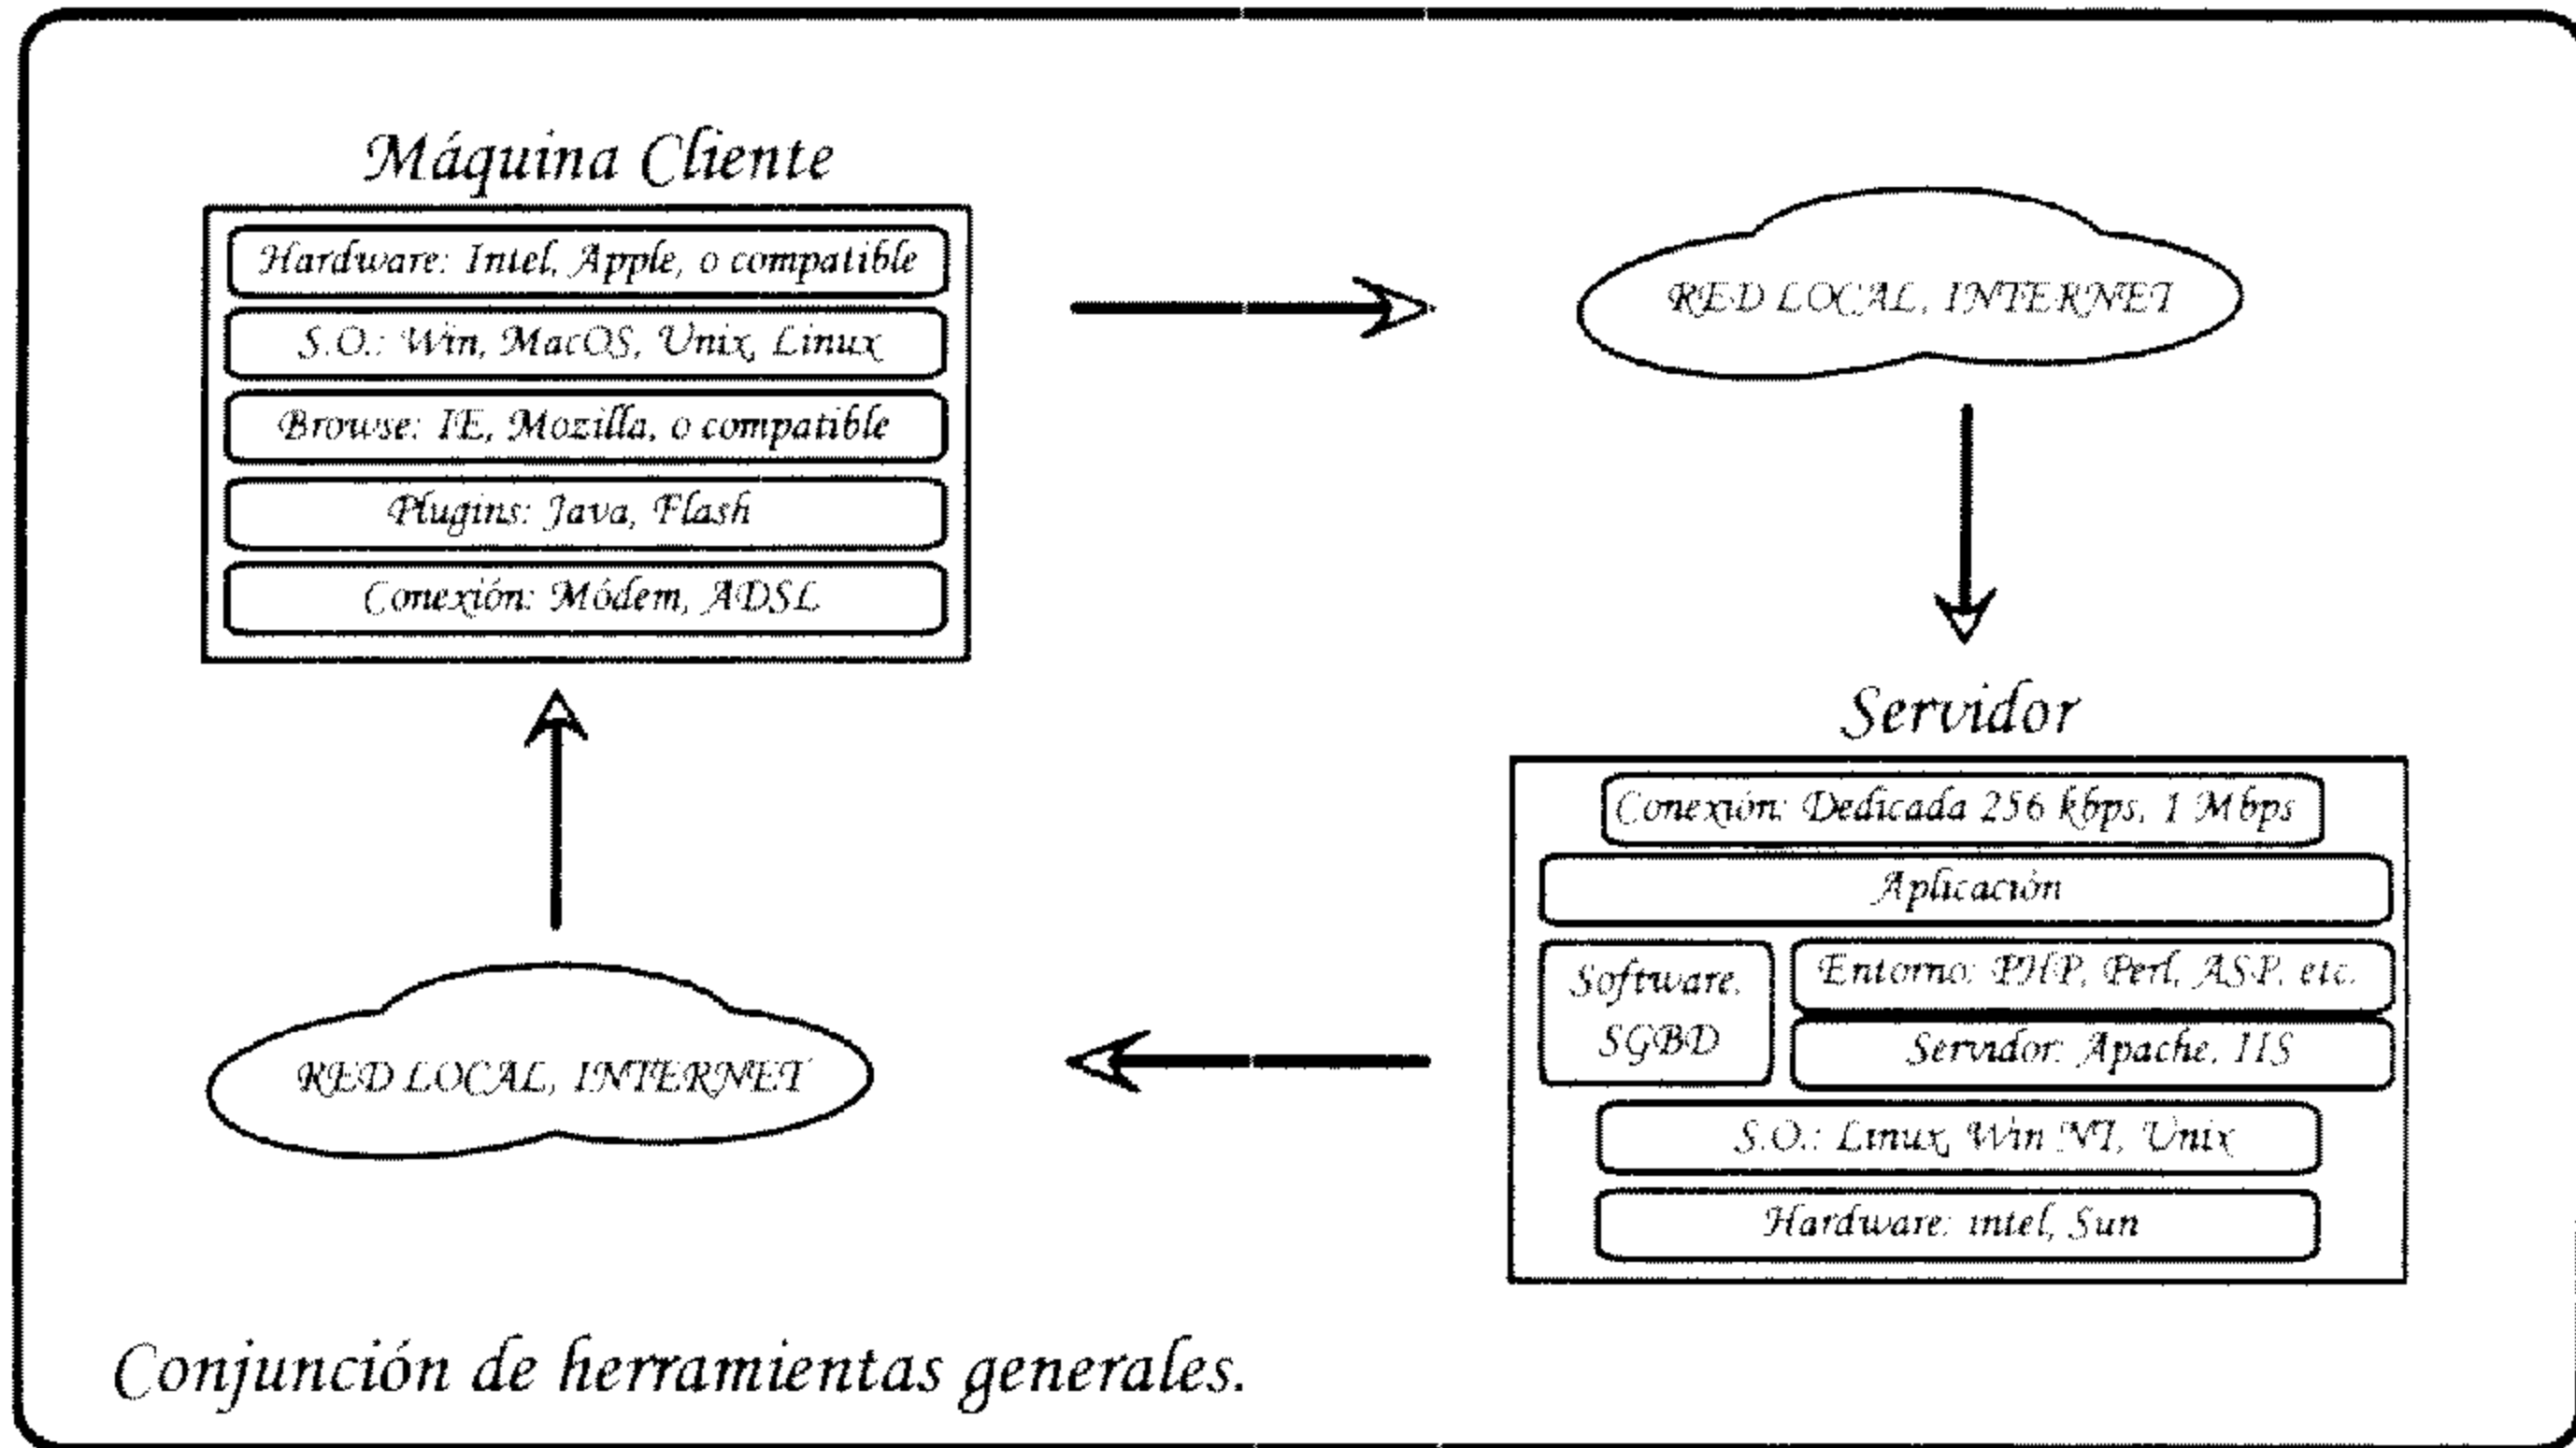 Máquina Cliente
Hardware: Intel, Apple, o compatible
S.O.: Win, MacOS, Unix, Linux
Browse: IE, Mozilla, o compatible
Plugins: Java, Flash
Conexión: Módem, ADSL
RED LOCAL, INTERNET
Servidor
Conexión: Dedicada 256 kbps, 1 Mbps
Aplicación
Software.
SGBD
Entorno: PHP, Perl, ASP, etc.
Servidor: Apache, IIS
S.O.: Linux, Win NT, Unix
Hardware: intel, Sun
RED LOCAL, INTERNET
Conjunción de herramientas generales.